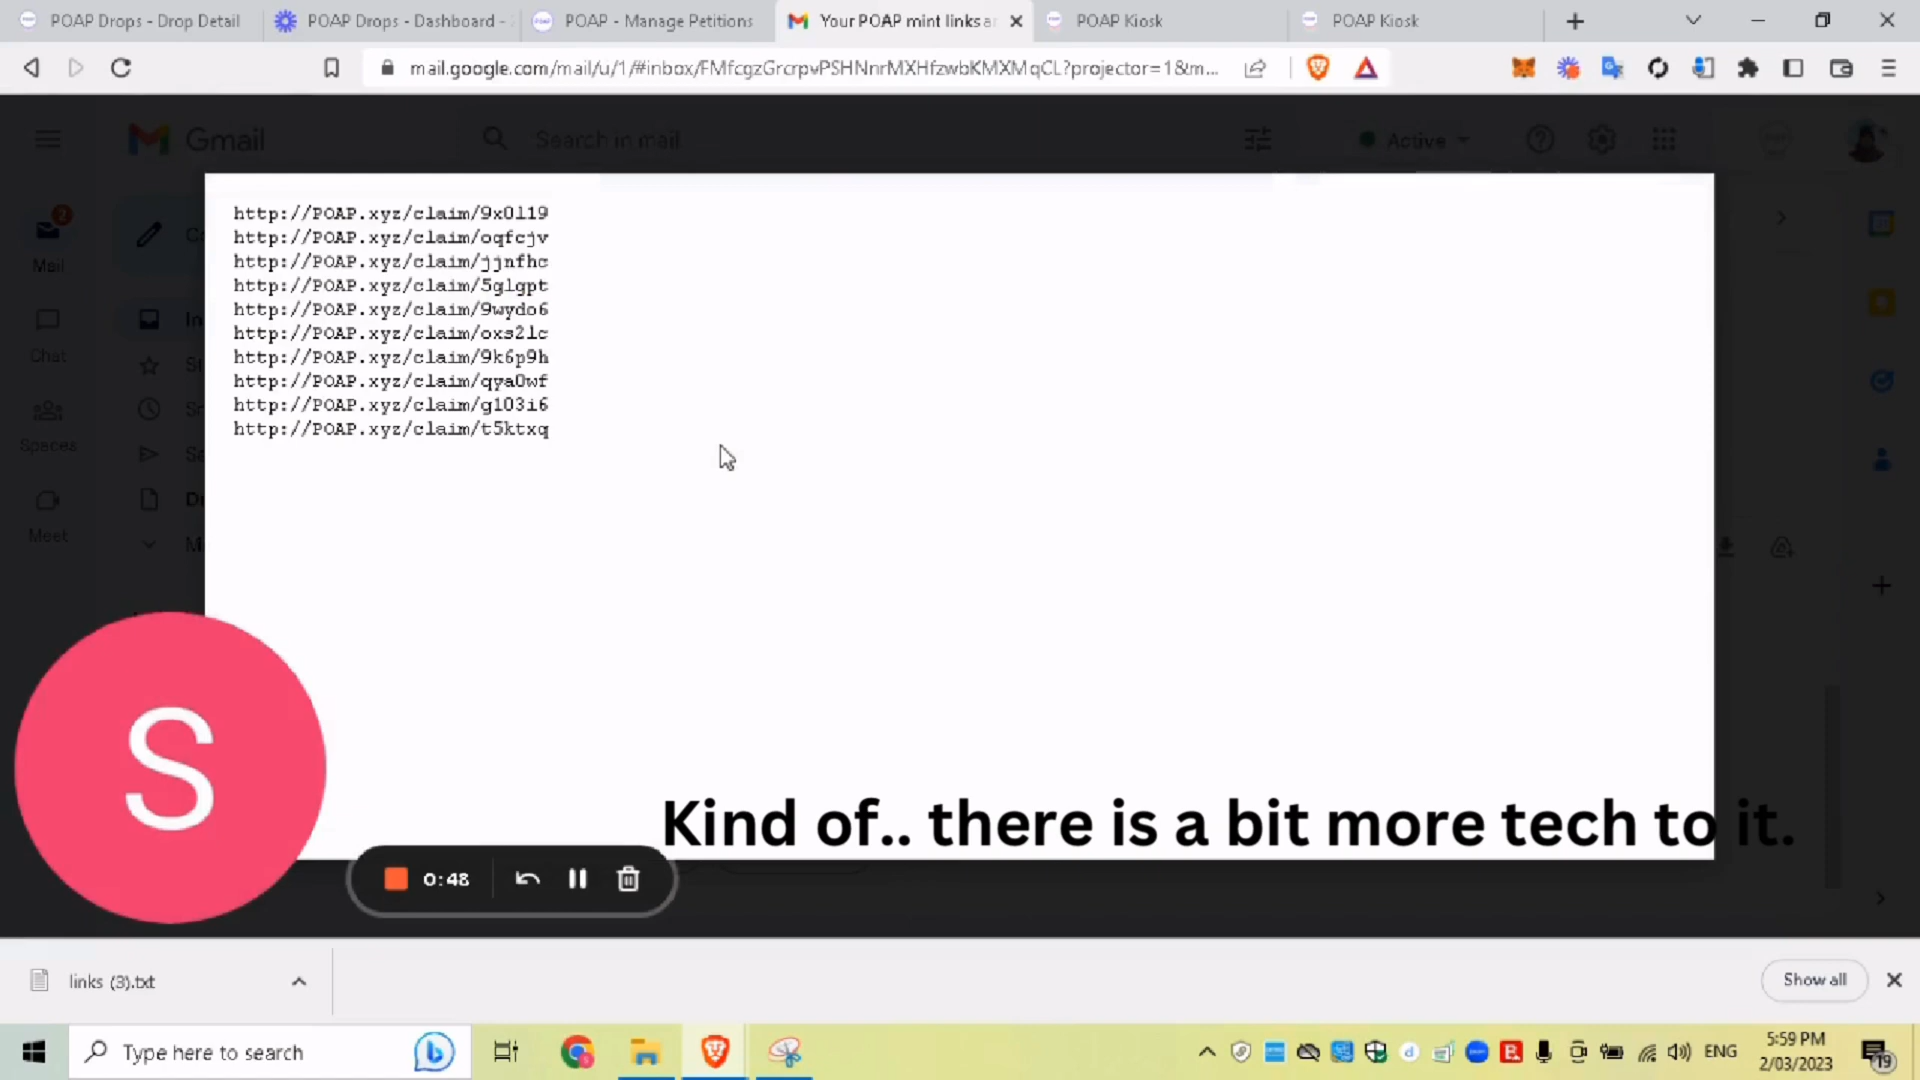 POAP Drops - Drop Detail
POAP Drops - Dashboard -
POAP - Manage Petitions
Your POAP mint links ar
POAP Kiosk
POAP Kiosk
mail.google.com/mail/u/1/#inbox/FMfcgzGrcrpvPSHNnrMXHfzwbKMXMqCL?projector=1&m...
Gmail
Search in mail
Active
2
Mail
Chat
Spaces
Meet
http://POAP.xyz/claim/9x0l19
http://POAP.xyz/claim/oqfcjv
http://POAP.xyz/claim/jjnfhc
http://POAP.xyz/claim/5glgpt
http://POAP.xyz/claim/9wydo6
http://POAP.xyz/claim/oxs2lc
http://POAP.xyz/claim/9k6p9h
http://POAP.xyz/claim/qya0wf
http://POAP.xyz/claim/g103i6
http://POAP.xyz/claim/t5ktxq
S
Kind of.. there is a bit more tech to it.
0:48
links (3).txt
Show all
Type here to search
ENG
5:59 PM
2/03/2023
19